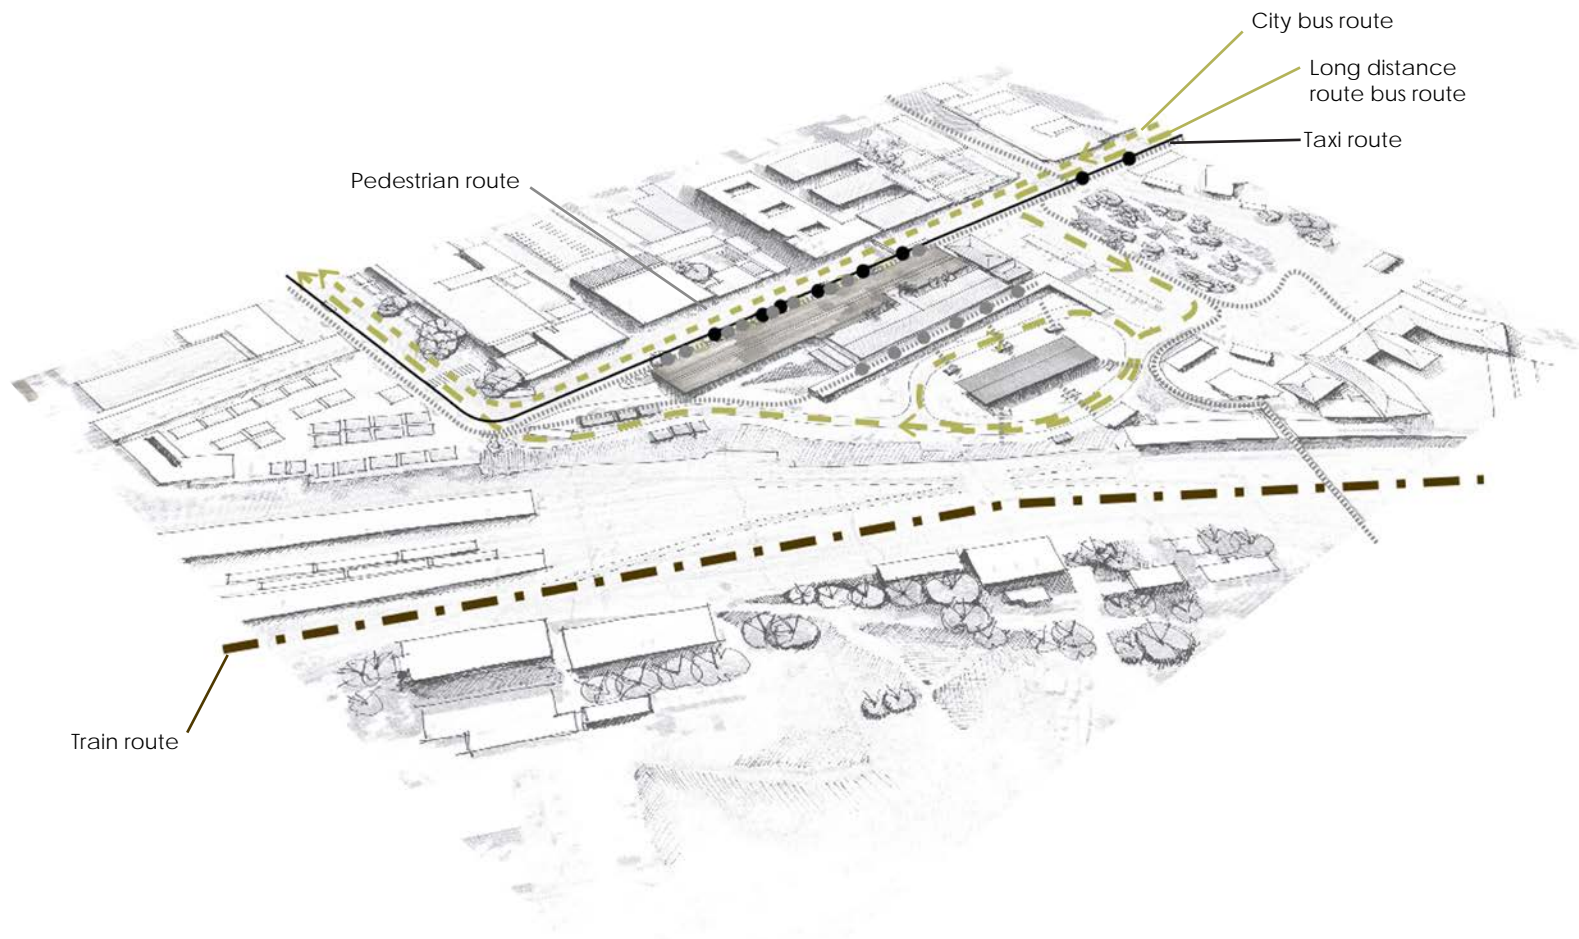 City bus route
Long distance
route bus route
Taxi route
Pedestrian route
Train route